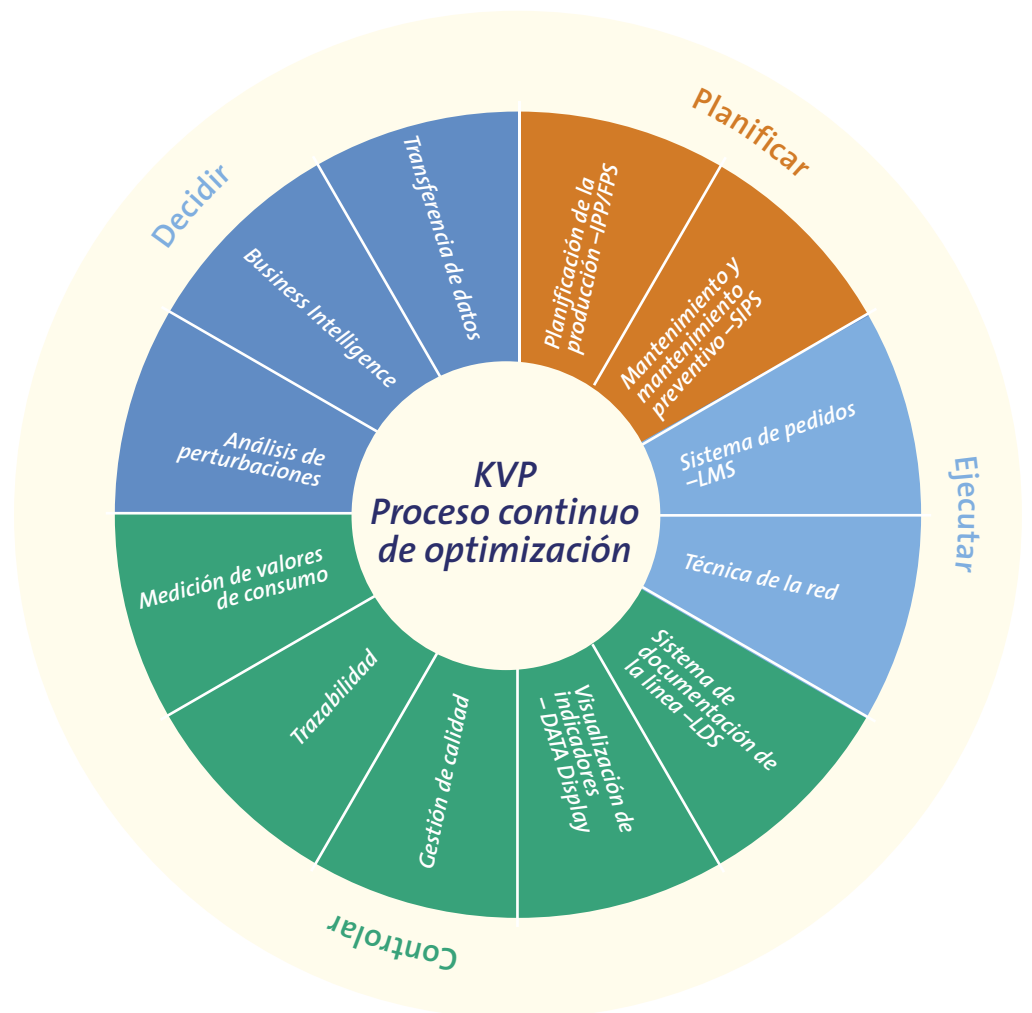 Planificar
Planificación de la
producción –IPP/FPS
Mantenimiento y
mantenimiento
preventivo –SIPS
Ejecutar
Sistema de pedidos
–LMS
Técnica de la red
Sistema de
documentación de
la línea –LDS
Visualización de
indicadores
– DATA Display
Gestión de calidad
Trazabilidad
Medición de valores
de consumo
Controlar
Análisis de
perturbaciones
Business Intelligence
Transferencia de datos
Decidir
KVP
Proceso continuo
de optimización